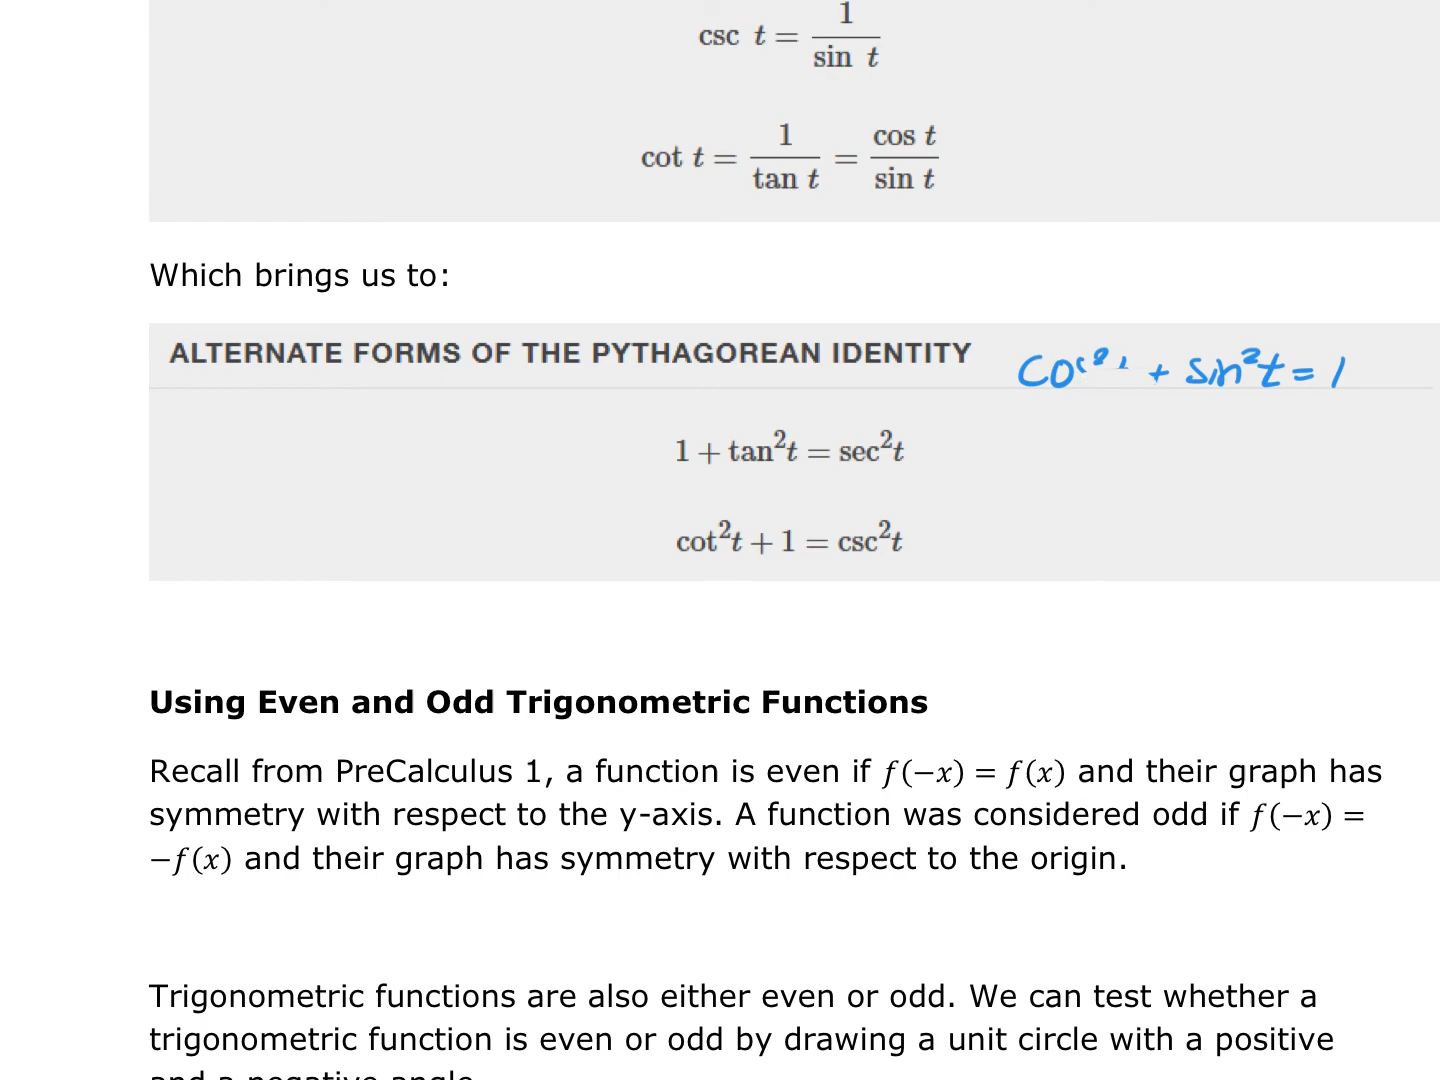 csc t = 1/sin t
cot t = 1/tan t = cos t/sin t
Which brings us to:
ALTERNATE FORMS OF THE PYTHAGOREAN IDENTITY
+ sin²t = 1
1 + tan²t = sec²t
cot²t + 1 = csc²t
Using Even and Odd Trigonometric Functions
Recall from PreCalculus 1, a function is even if f(−x) = f(x) and their graph has
symmetry with respect to the y-axis. A function was considered odd if f(−x) =
−f(x) and their graph has symmetry with respect to the origin.
Trigonometric functions are also either even or odd. We can test whether a
trigonometric function is even or odd by drawing a unit circle with a positive
and a negative angle